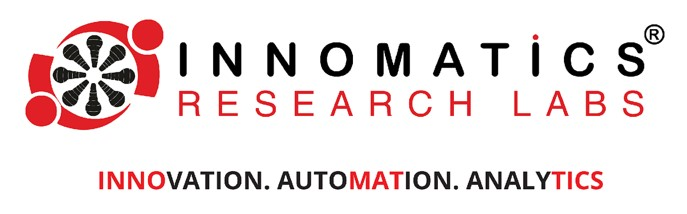 INNOMATiCS®
RESEARCH LABS
INNOVATION. AUTOMATION. ANALYTICS